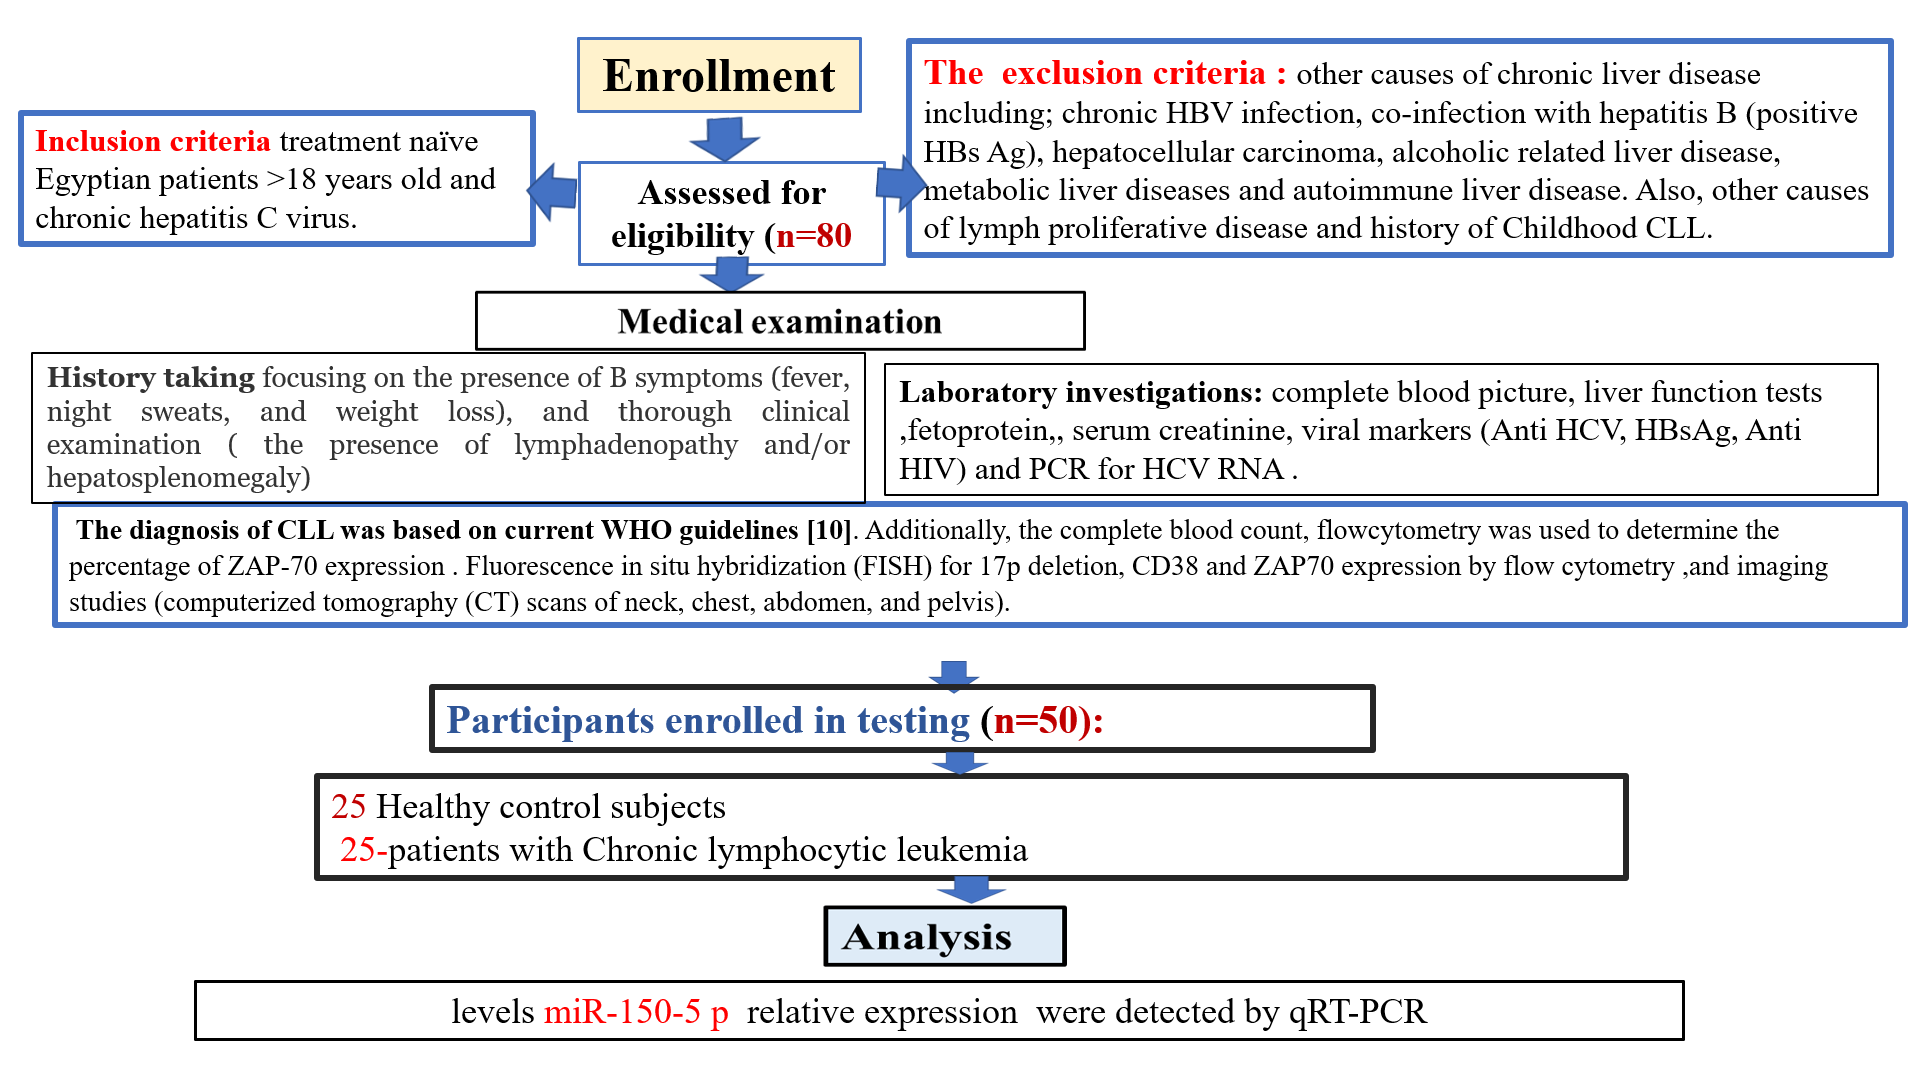 Enrollment
The exclusion criteria : other causes of chronic liver disease
including; chronic HBV infection, co-infection with hepatitis B (positive
HBs Ag), hepatocellular carcinoma, alcoholic related liver disease,
metabolic liver diseases and autoimmune liver disease. Also, other causes
of lymph proliferative disease and history of Childhood CLL.
Inclusion criteria treatment naïve
Egyptian patients >18 years old and
chronic hepatitis C virus.
Assessed for
eligibility (n=80
Medical examination
History taking focusing on the presence of B symptoms (fever,
night sweats, and weight loss), and thorough clinical
examination ( the presence of lymphadenopathy and/or
hepatosplenomegaly)
Laboratory investigations: complete blood picture, liver function tests
,fetoprotein,, serum creatinine, viral markers (Anti HCV, HBsAg, Anti
HIV) and PCR for HCV RNA .
The diagnosis of CLL was based on current WHO guidelines [10]. Additionally, the complete blood count, flowcytometry was used to determine the
percentage of ZAP-70 expression . Fluorescence in situ hybridization (FISH) for 17p deletion, CD38 and ZAP70 expression by flow cytometry ,and imaging
studies (computerized tomography (CT) scans of neck, chest, abdomen, and pelvis).
Participants enrolled in testing (n=50):
25 Healthy control subjects
25-patients with Chronic lymphocytic leukemia
Analysis
levels miR-150-5 p relative expression were detected by qRT-PCR